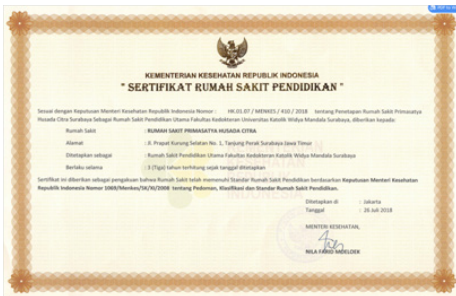 KEMENTERIAN KESEHATAN REPUBLIK INDONESIA
" SERTIFIKAT RUMAH SAKIT PENDIDIKAN "
Sesuai dengan Keputusan Menteri Kesehatan Republik Indonesia Nomor : HK.01.07 / MENKES / 410 / 2018 tentang Penetapan Rumah Sakit Primasatya
Husada Citra Surabaya Sebagai Rumah Sakit Pendidikan Utama Fakultas Kedokteran Universitas Katolik Widya Mandala Surabaya, diberikan kepada:
Rumah Sakit : RUMAH SAKIT PRIMASATYA HUSADA CITRA
Alamat : Jl. Prapat Kurung Selatan No. 1, Tanjung Perak Surabaya Jawa Timur
Ditetapkan sebagai : Rumah Sakit Pendidikan Utama Fakultas Kedokteran Universitas Katolik Widya Mandala Surabaya
Berlaku selama : 3 (Tiga) tahun terhitung sejak tanggal ditetapkan
Sertifikat ini diberikan sebagai pengakuan bahwa Rumah Sakit telah memenuhi Standar Rumah Sakit Pendidikan berdasarkan Keputusan Menteri Kesehatan
Republik Indonesia Nomor 1069/Menkes/SK/XI/2008 tentang Pedoman, Klasifikasi dan Standar Rumah Sakit Pendidikan.
Ditetapkan di : Jakarta
Tanggal : 26 Juli 2018
MENTERI KESEHATAN,
NILA FARID MOELOEK